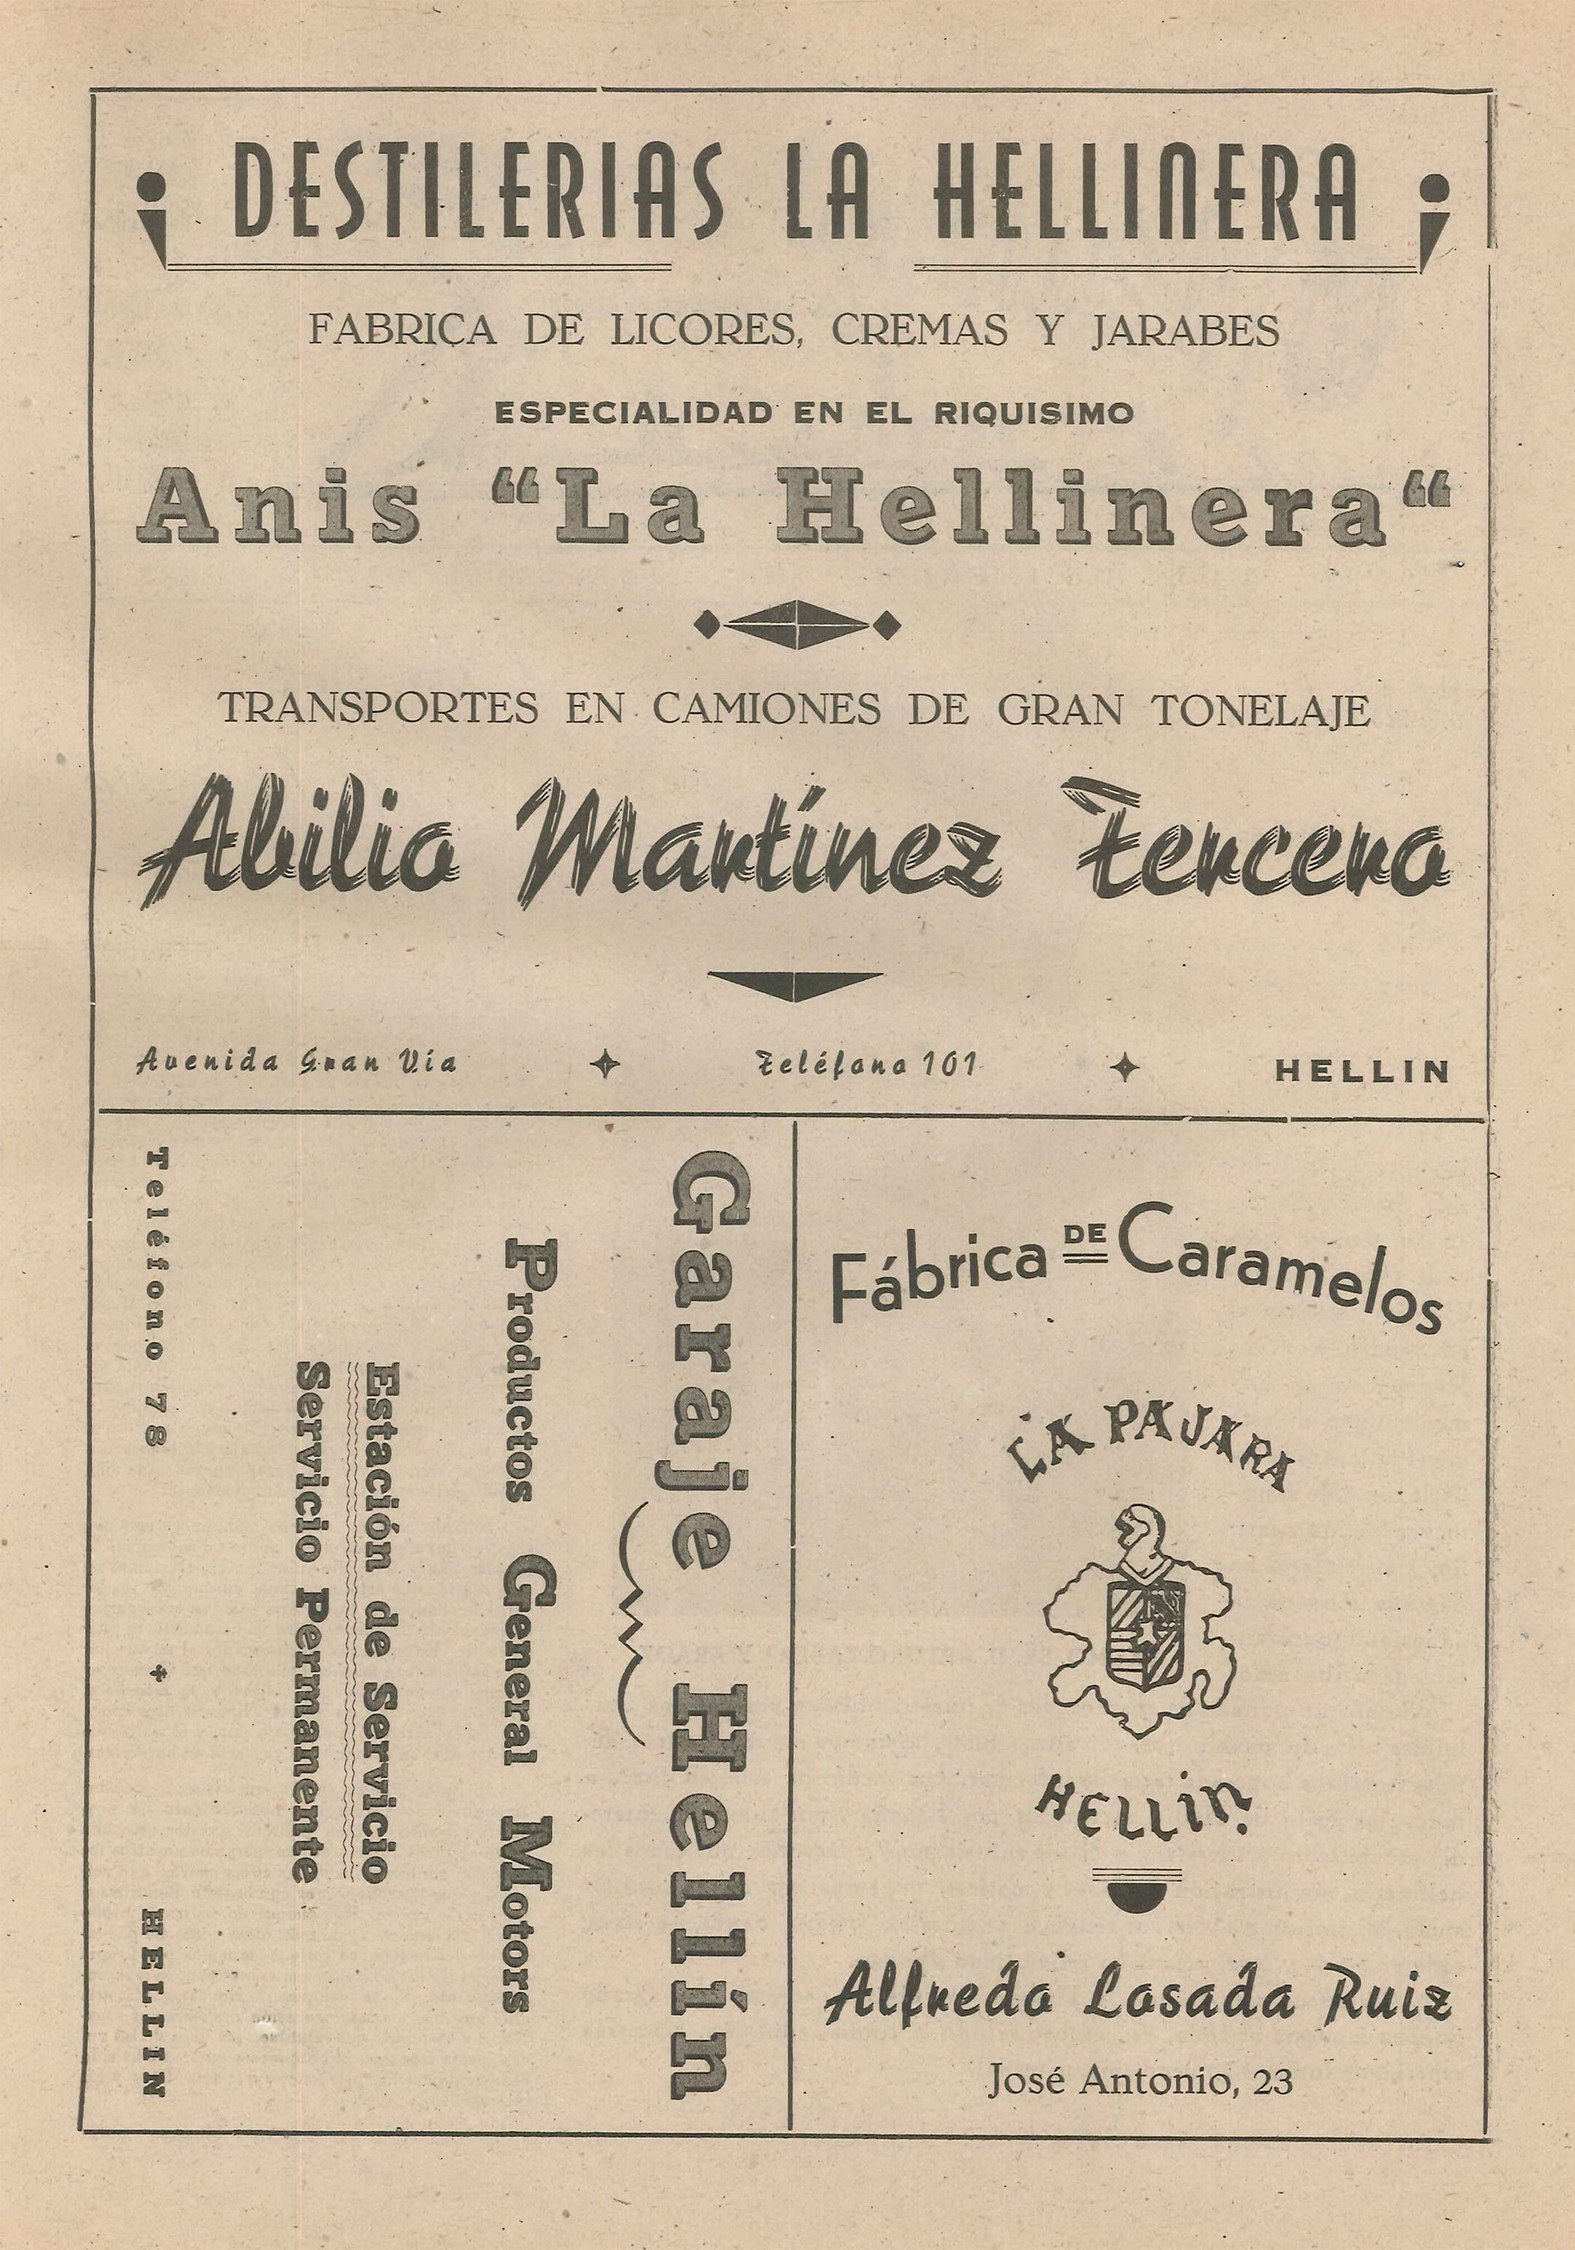 DESTILERIAS LA HELLINERA
FABRICA DE LICORES, CREMAS Y JARABES
ESPECIALIDAD EN EL RIQUISIMO
Anis “La Hellinera“
TRANSPORTES EN CAMIONES DE GRAN TONELAJE
Abilio Martínez Tercero
Avenida Gran Vía Teléfono 101 HELLIN
Garaje Hellín
Productos General Motors
Estación de Servicio
Servicio Permanente
Teléfono 78 HELLIN
Fábrica DE Caramelos
LA PAJARA
HELLIN.
Alfredo Losada Ruiz
José Antonio, 23